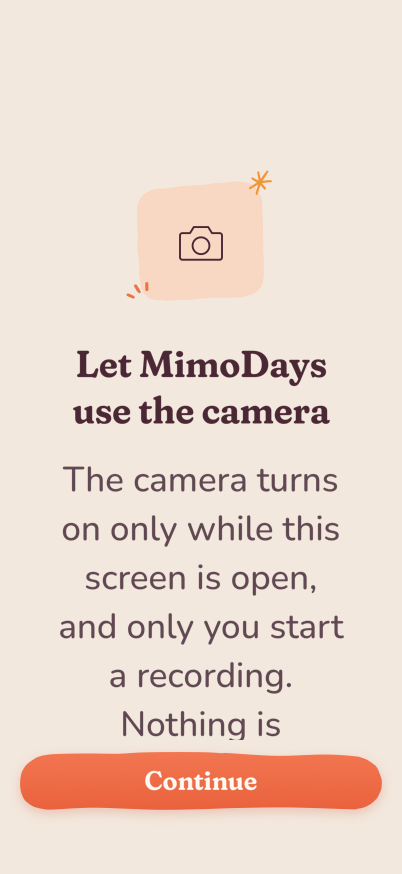 Let MimoDays
use the camera
The camera turns
on only while this
screen is open,
and only you start
a recording.
Nothing is
Continue